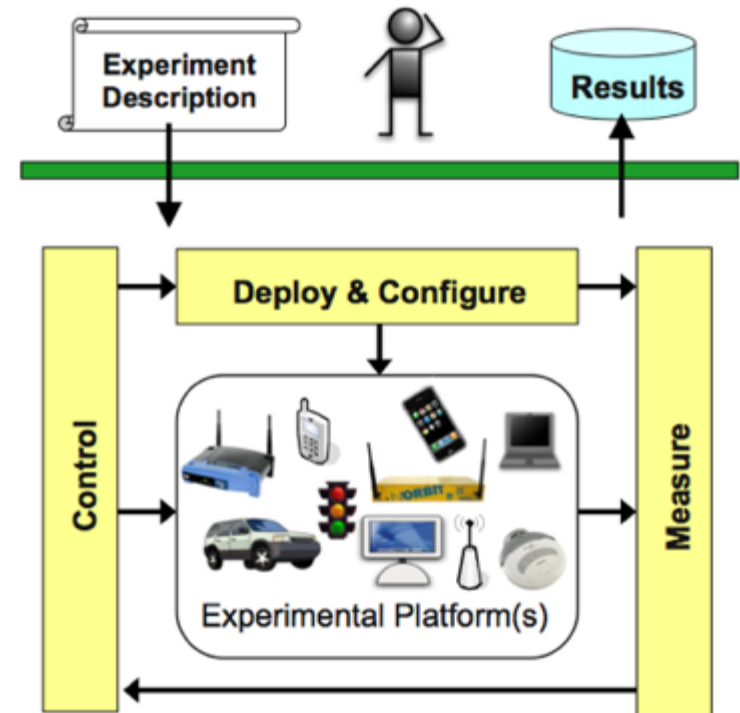 Experiment
Description
Results
Deploy & Configure
Control
ORBIT
Measure
Experimental Platform(s)